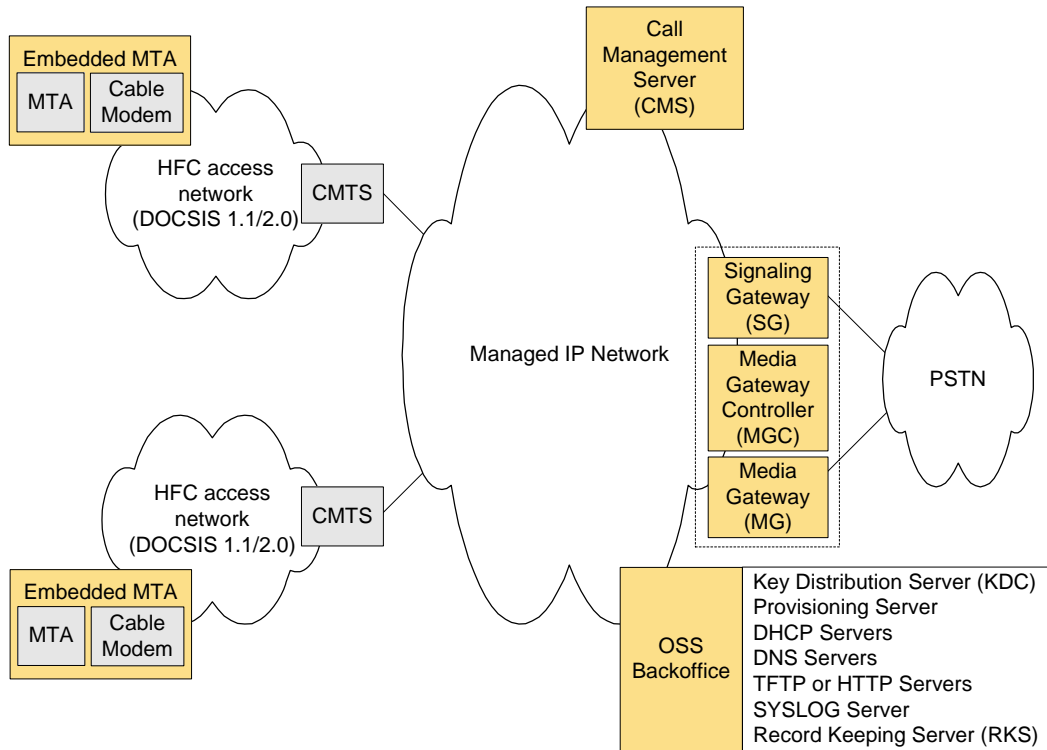 Embedded MTA
MTA
Cable
Modem
HFC access
network
(DOCSIS 1.1/2.0)
CMTS
Call
Management
Server
(CMS)
Managed IP Network
Signaling
Gateway
(SG)
Media
Gateway
Controller
(MGC)
Media
Gateway
(MG)
PSTN
HFC access
network
(DOCSIS 1.1/2.0)
CMTS
Embedded MTA
MTA
Cable
Modem
OSS
Backoffice
Key Distribution Server (KDC)
Provisioning Server
DHCP Servers
DNS Servers
TFTP or HTTP Servers
SYSLOG Server
Record Keeping Server (RKS)